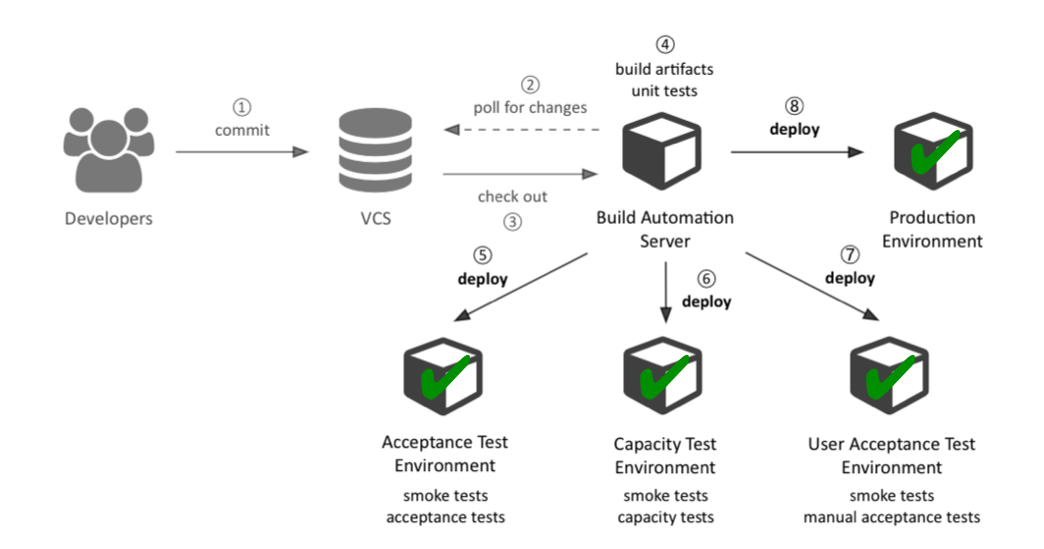 ①
commit
Developers
VCS
②
poll for changes
check out
③
④
build artifacts
unit tests
Build Automation
Server
⑧
deploy
Production
Environment
⑤
deploy
⑥
deploy
⑦
deploy
Acceptance Test
Environment
smoke tests
acceptance tests
Capacity Test
Environment
smoke tests
capacity tests
User Acceptance Test
Environment
smoke tests
manual acceptance tests